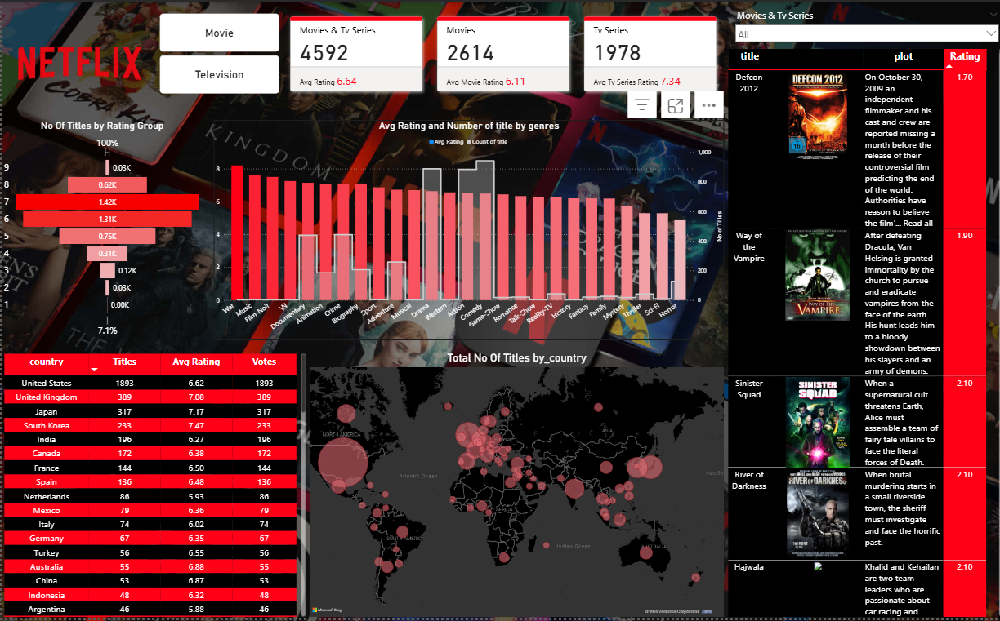 NETFLIX
Movie
Television
Movies & Tv Series
4592
Avg Rating 6.64
Movies
2614
Avg Movie Rating 6.11
Tv Series
1978
Avg Tv Series Rating 7.34
No Of Titles by Rating Group
100%
9 0.03K
8 0.62K
7 1.42K
6 1.31K
5 0.75K
4 0.31K
3 0.12K
2 0.03K
1 0.00K
7.1%
KINGDOM
Avg Rating and Number of title by genres
Avg Rating Count of title
8
6
4
2
0
1,000
800
600
400
200
0
No of Titles
War
Music
Film-Noir
Documentary
Animation
Crime
Biography
Sport
Adventure
Musical
Drama
Western
Action
Comedy
Game-Show
Romance
Talk-Show
Reality-TV
History
Fantasy
Family
Mystery
Thriller
Sci-Fi
Horror
country Titles Avg Rating Votes
United States 1893 6.62 1893
United Kingdom 389 7.08 389
Japan 317 7.17 317
South Korea 233 7.47 233
India 196 6.27 196
Canada 172 6.38 172
France 144 6.50 144
Spain 136 6.48 136
Netherlands 86 5.93 86
Mexico 79 6.36 79
Italy 74 6.02 74
Germany 67 6.35 67
Turkey 56 6.55 56
Australia 55 6.88 55
China 53 6.87 53
Indonesia 48 6.32 48
Argentina 46 5.88 46
Total No Of Titles by_country
NORTH AMERICA
EUROPE
ASIA
Atlantic Ocean
Pacific
AFRICA
SOUTH AMERICA
Indian Ocean
AUSTRALIA
Microsoft Bing
Microsoft Corporation Terms
Movies & Tv Series
All
title plot Rating
Defcon
2012
DEFCON 2012
16
On October 30,
2009 an
independent
filmmaker and his
cast and crew are
reported missing a
month before the
release of their
controversial film
predicting the end
of the world.
Authorities have
reason to believe
the film'... Read all
1.70
Way of
the
Vampire
WAY OF THE
VAMPIRE
After defeating
Dracula, Van
Helsing is granted
immortality by the
church to pursue
and eradicate
vampires from the
face of the earth.
His hunt leads him
to a bloody
showdown between
his slayers and an
army of demons.
1.90
Sinister
Squad
SINISTER
SQUAD
When a
supernatural cult
threatens Earth,
Alice must
assemble a team of
fairy tale villains to
face the literal
forces of Death.
2.10
River of
Darkness
RIVER OF DARKNESS
When brutal
murdering starts in
a small riverside
town, the sheriff
must investigate
and face the horrific
past.
2.10
Hajwala
Khalid and Kehailan
are two team
leaders who are
passionate about
car racing and
2.10